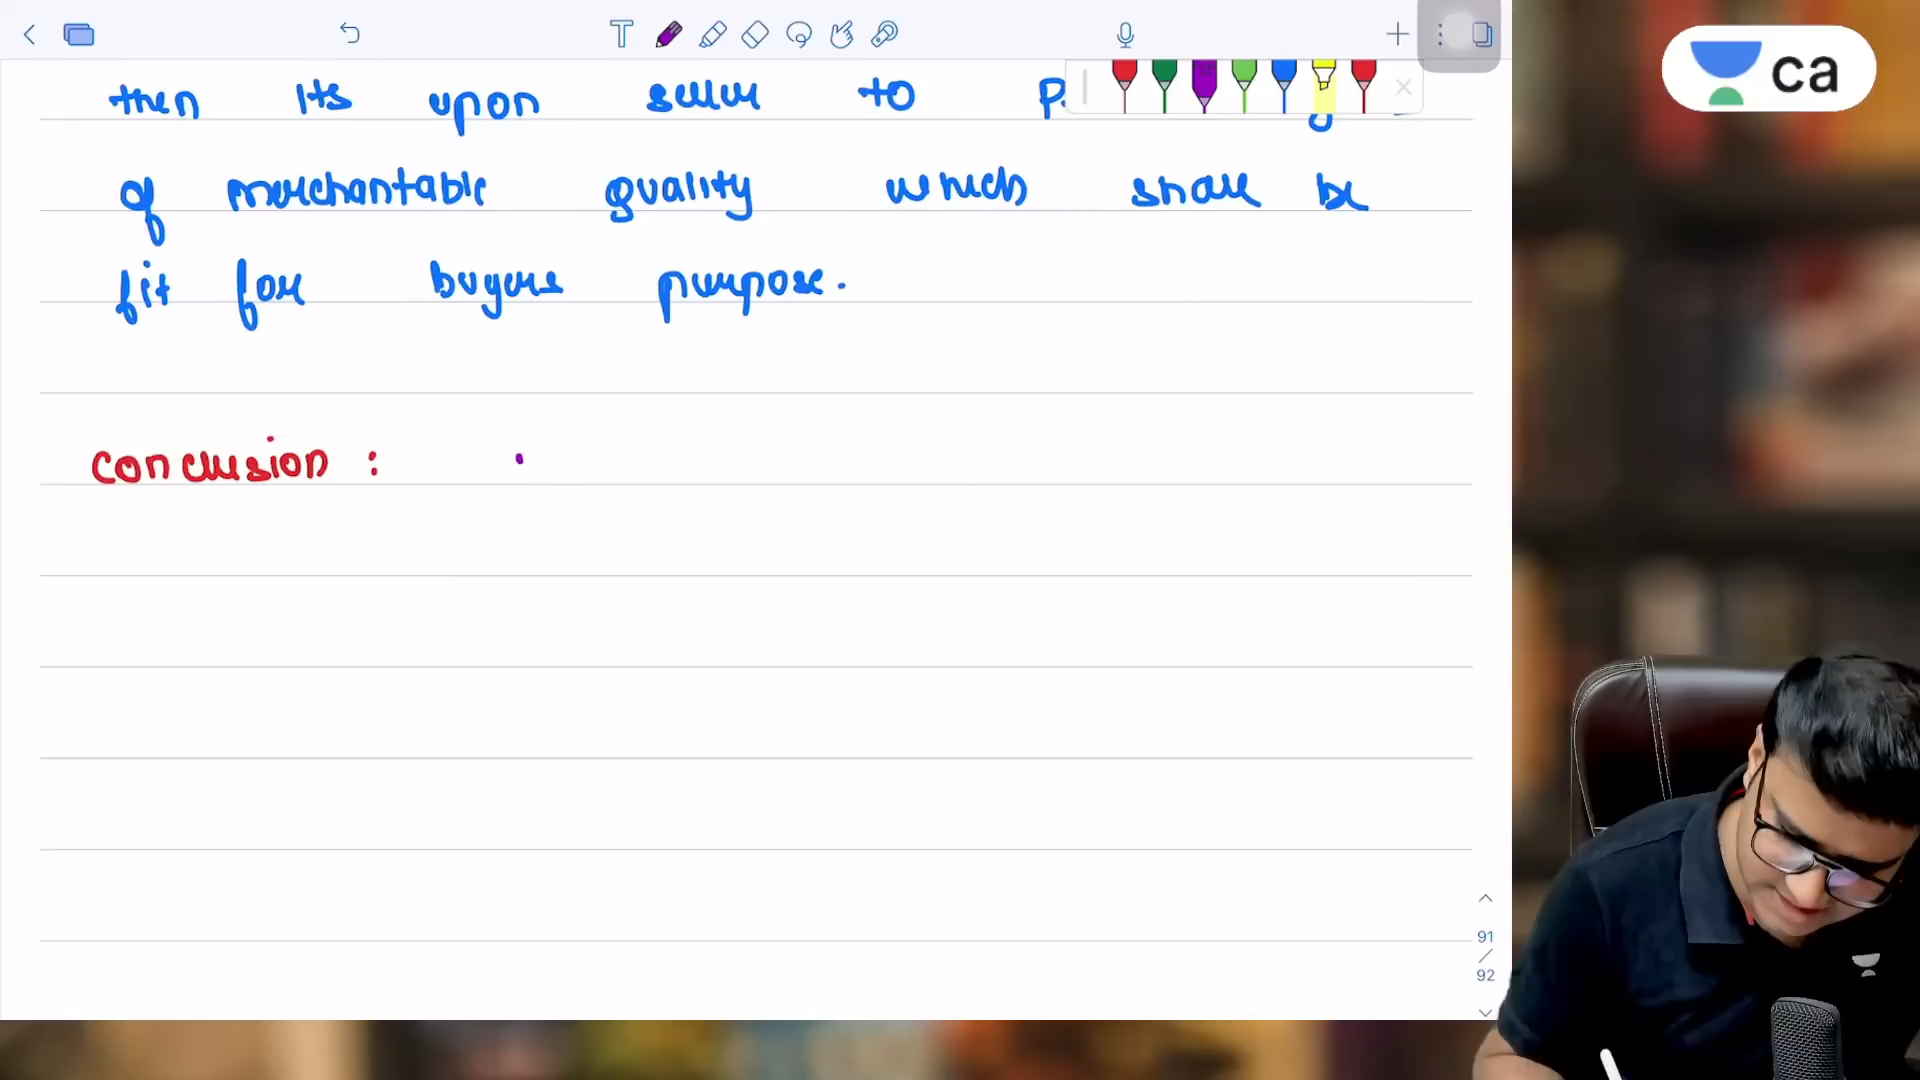 ca
then its upon seller to
of merchantable quality which shall be
fit for buyers purpose.
conclusion :
91
92